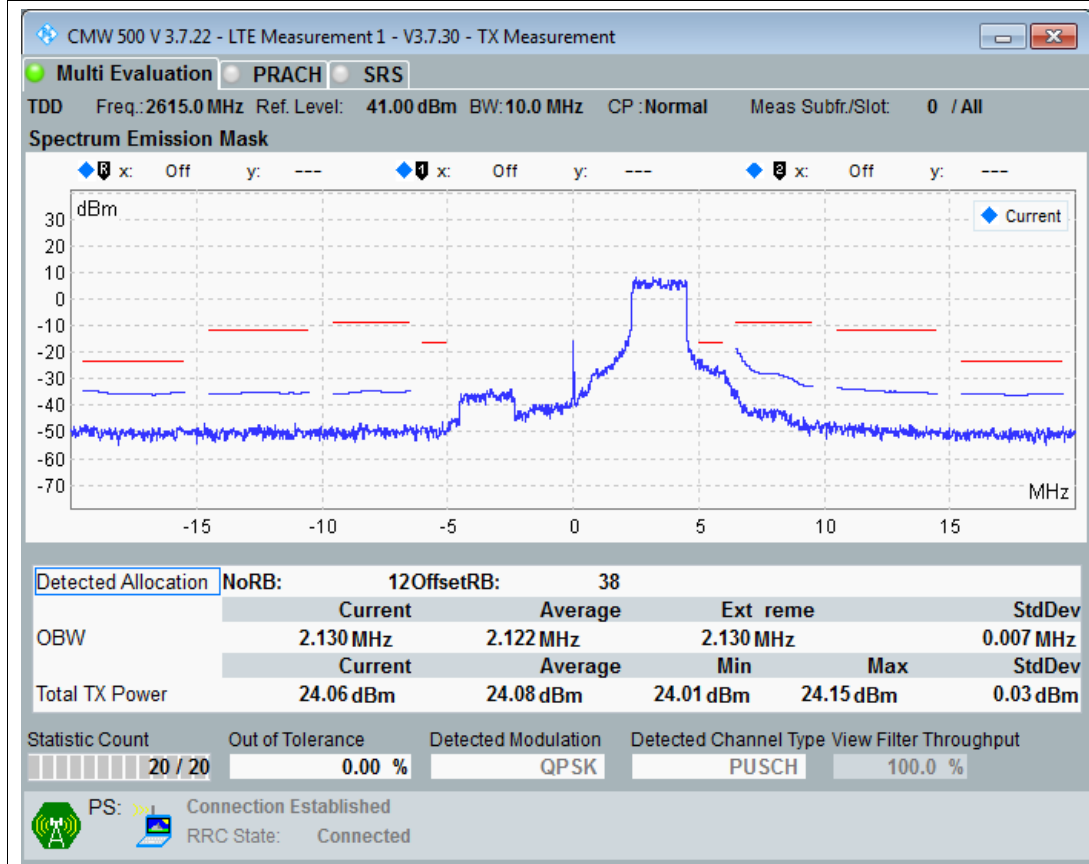 CMW 500 V 3.7.22 - LTE Measurement 1 - V3.7.30 - TX Measurement
Multi Evaluation PRACH SRS
TDD Freq.: 2615.0 MHz Ref. Level: 41.00 dBm BW: 10.0 MHz CP : Normal Meas Subfr./Slot: 0 / All
Spectrum Emission Mask
R x: Off y: --- 1 x: Off y: --- 2 x: Off y: ---
dBm
Current
30
20
10
0
-10
-20
-30
-40
-50
-60
-70
MHz
-15 -10 -5 0 5 10 15
Detected Allocation NoRB: 12 OffsetRB: 38
Current Average Ext reme StdDev
OBW 2.130 MHz 2.122 MHz 2.130 MHz 0.007 MHz
Current Average Min Max StdDev
Total TX Power 24.06 dBm 24.08 dBm 24.01 dBm 24.15 dBm 0.03 dBm
Statistic Count Out of Tolerance Detected Modulation Detected Channel Type View Filter Throughput
20 / 20 0.00 % QPSK PUSCH 100.0 %
PS: Connection Established
RRC State: Connected